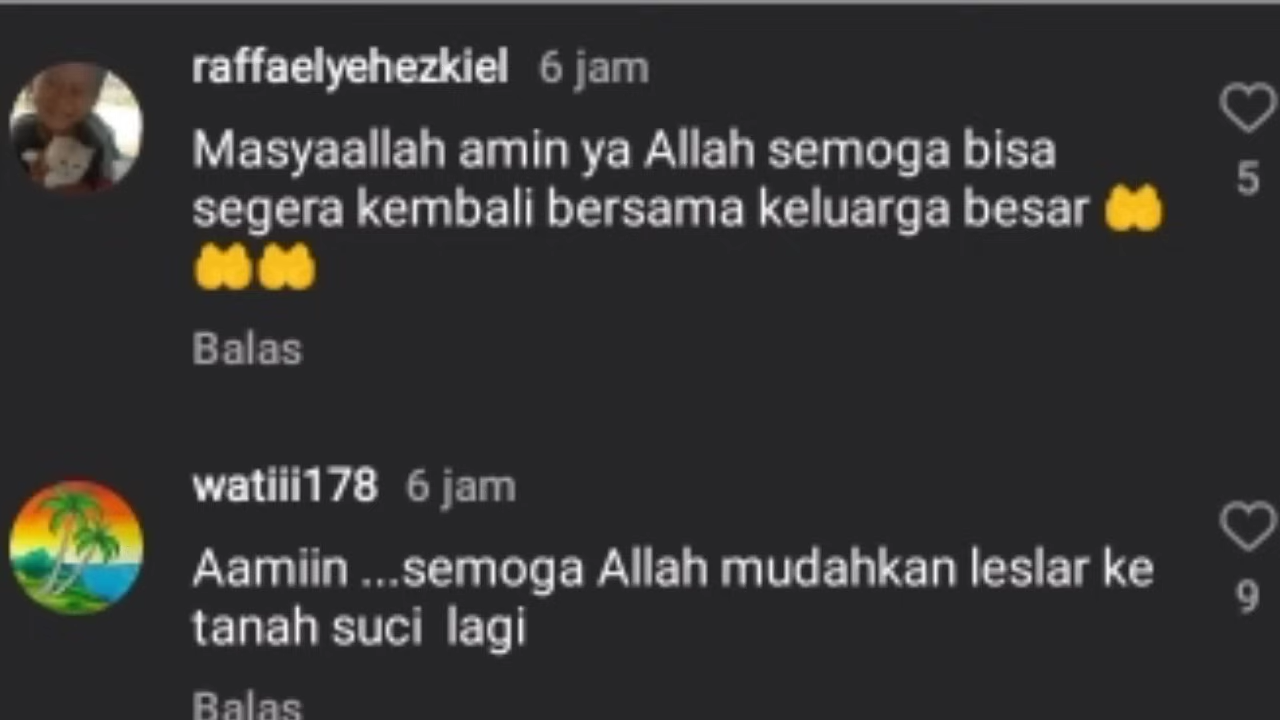 raffaelyehezkiel 6 jam
Masyaallah amin ya Allah semoga bisa
segera kembali bersama keluarga besar 🤲
🤲🤲
5
Balas
watiii178 6 jam
Aamiin ...semoga Allah mudahkan leslar ke
tanah suci lagi
9
Balas